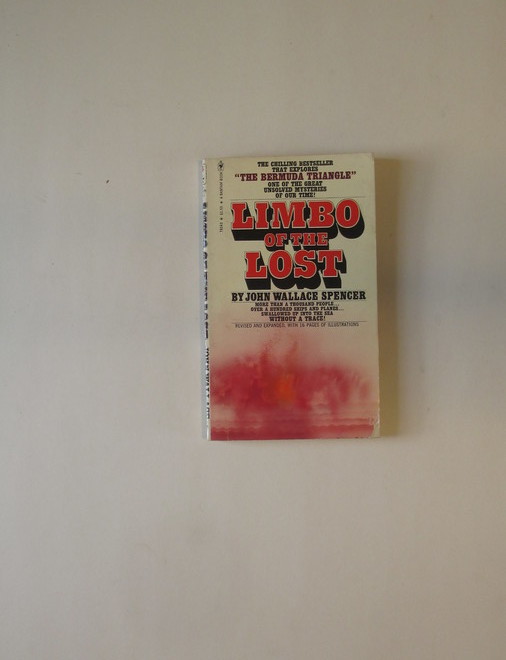 THE CHILLING BESTSELLER
THAT EXPLORES
"THE BERMUDA TRIANGLE"
ONE OF THE GREAT
UNSOLVED MYSTERIES
OF OUR TIME!
LIMBO
OF THE
LOST
BY JOHN WALLACE SPENCER
MORE THAN A THOUSAND PEOPLE...
OVER A HUNDRED SHIPS AND PLANES...
SWALLOWED UP INTO THE SEA
WITHOUT A TRACE!
REVISED AND EXPANDED, WITH 16 PAGES OF ILLUSTRATIONS